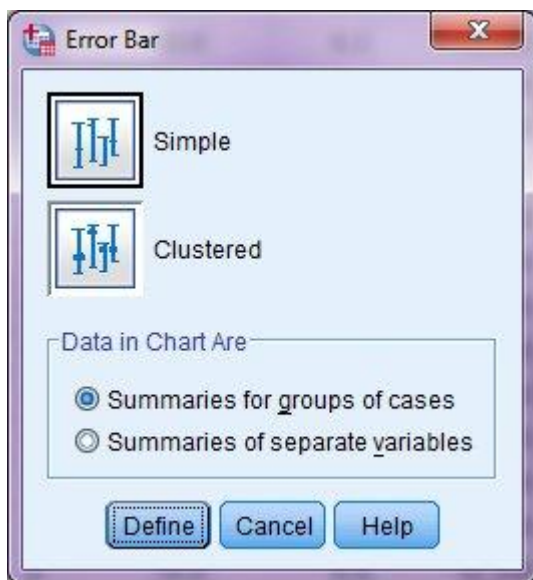 Error Bar
Simple
Clustered
Data in Chart Are
Summaries for groups of cases
Summaries of separate variables
Define Cancel Help